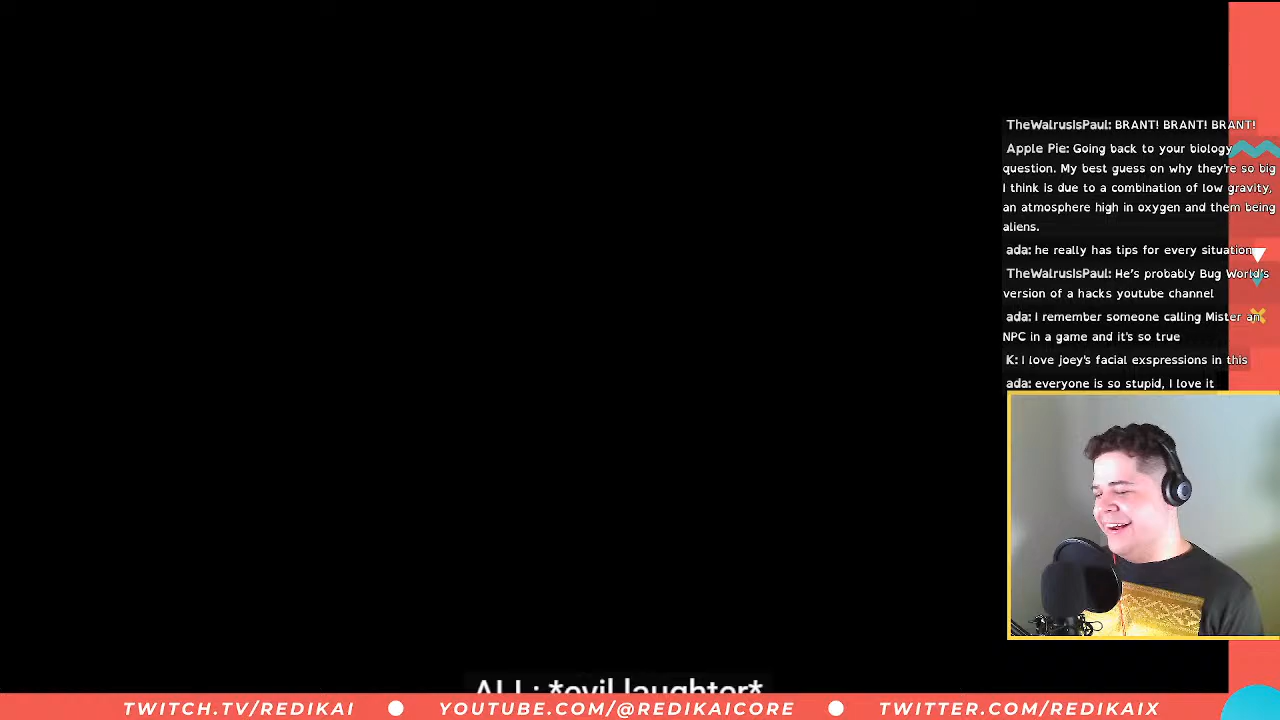 TheWalrusIsPaul: BRANT! BRANT! BRANT!
Apple Pie: Going back to your biology
question. My best guess on why they're so big
I think is due to a combination of low gravity,
an atmosphere high in oxygen and them being
aliens.
ada: he really has tips for every situation
TheWalrusIsPaul: He's probably Bug World's
version of a hacks youtube channel
ada: I remember someone calling Mister an
NPC in a game and it's so true
K: I love joey's facial exspressions in this
ada: everyone is so stupid, I love it
ALL: *evil laughter*
TWITCH.TV/REDIKAI YOUTUBE.COM/@REDIKAICORE TWITTER.COM/REDIKAIX